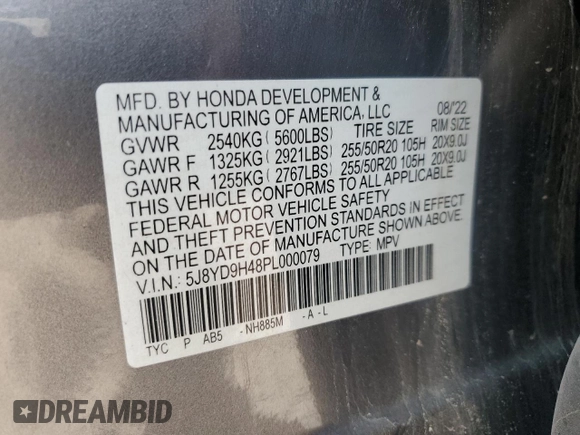 MFD. BY HONDA DEVELOPMENT & 08/'22
MANUFACTURING OF AMERICA, LLC
GVWR 2540KG( 5600LBS) TIRE SIZE RIM SIZE
GAWR F 1325KG( 2921LBS) 255/50R20 105H 20X9.0J
GAWR R 1255KG( 2767LBS) 255/50R20 105H 20X9.0J
THIS VEHICLE CONFORMS TO ALL APPLICABLE
FEDERAL MOTOR VEHICLE SAFETY
AND THEFT PREVENTION STANDARDS IN EFFECT
ON THE DATE OF MANUFACTURE SHOWN ABOVE.
V.I.N.: 5J8YD9H48PL000079 TYPE: MPV
TYC P AB5 -NH885M -A-L
DREAMBID